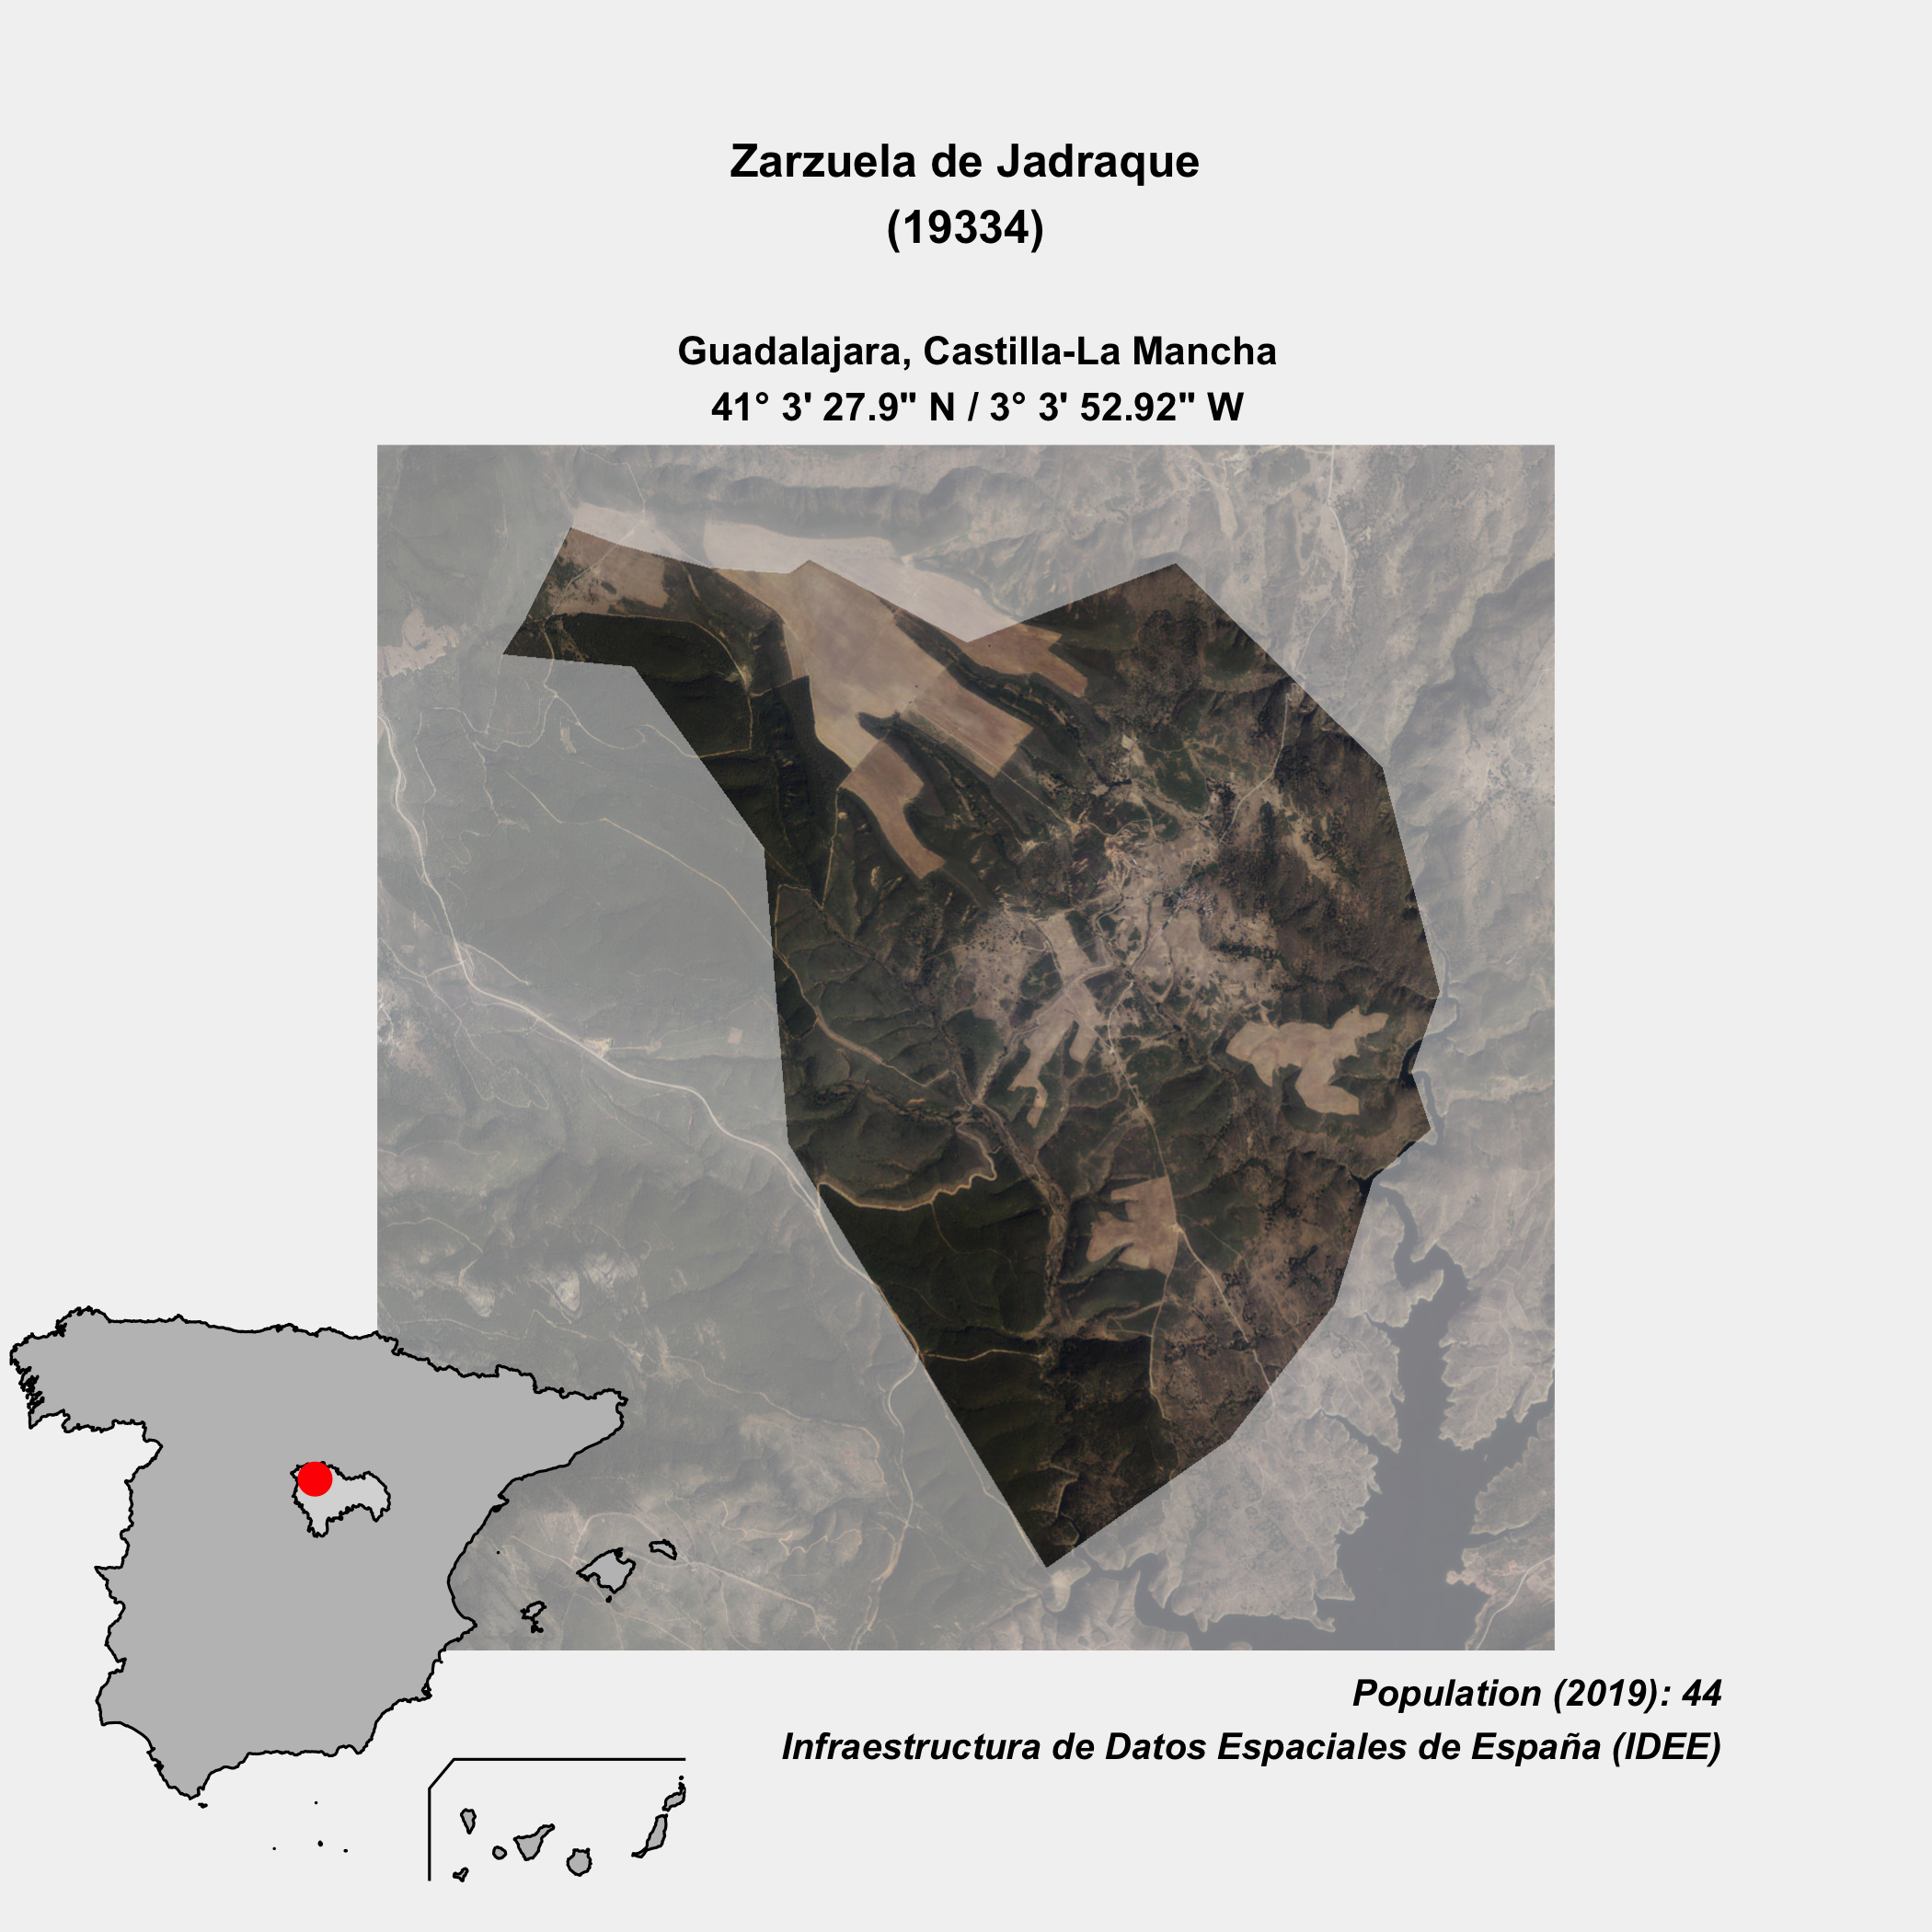 Zarzuela de Jadraque
(19334)
Guadalajara, Castilla-La Mancha
41° 3' 27.9" N / 3° 3' 52.92" W
Population (2019): 44
Infraestructura de Datos Espaciales de España (IDEE)